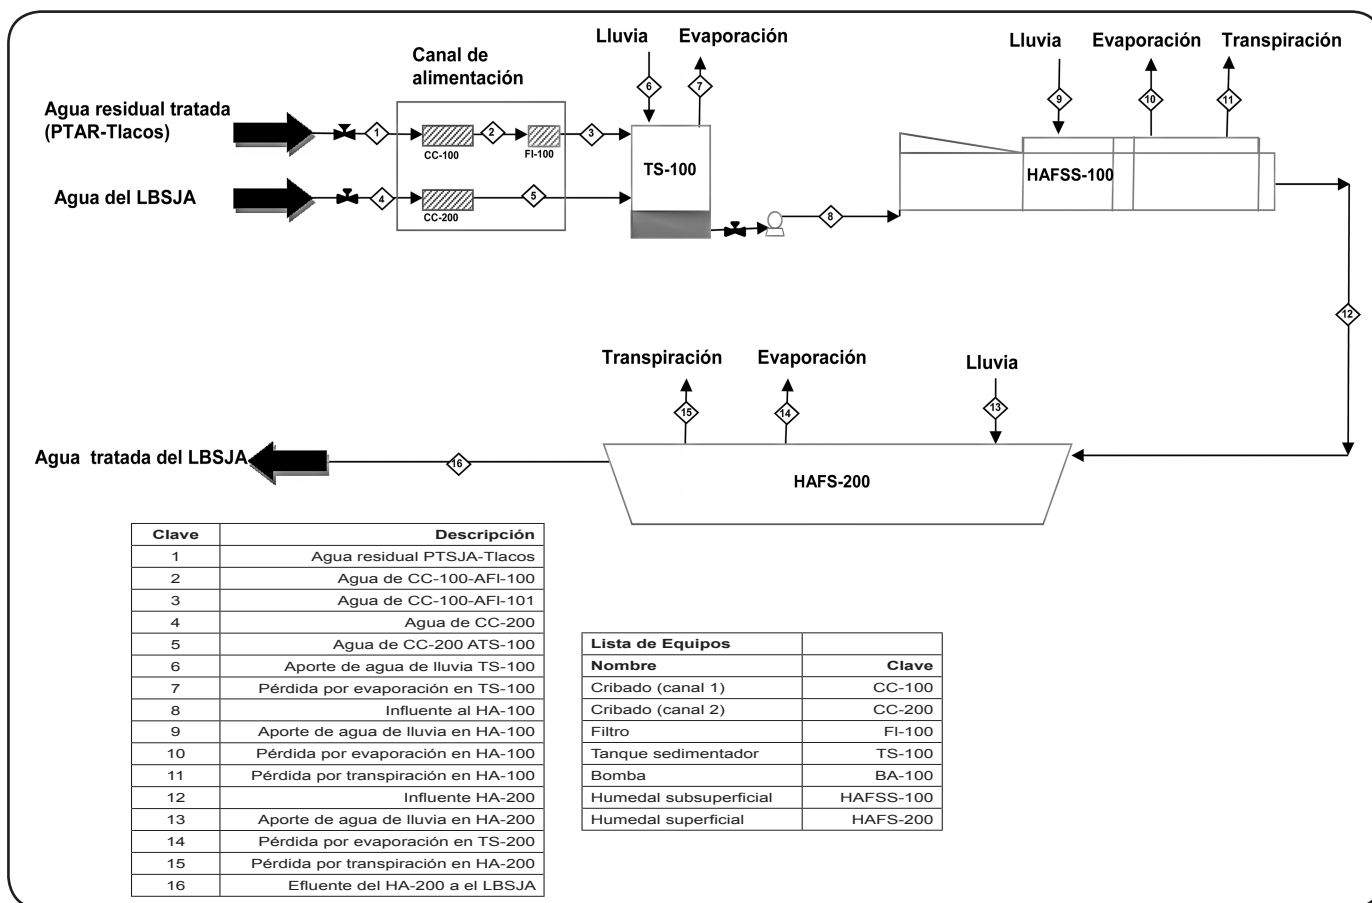 Lluvia Evaporación
Lluvia Evaporación Transpiración
Canal de
alimentación
6
7
9
10
11
Agua residual tratada
(PTAR-Tlacos)
1
2
3
CC-100
FI-100
TS-100
HAFSS-100
Agua del LBSJA
4
5
CC-200
8
12
Transpiración Evaporación Lluvia
15
14
13
Agua tratada del LBSJA
16
HAFS-200
Clave Descripción
1 Agua residual PTSJA-Tlacos
2 Agua de CC-100-AFI-100
3 Agua de CC-100-AFI-101
4 Agua de CC-200
5 Agua de CC-200 ATS-100
6 Aporte de agua de lluvia TS-100
7 Pérdida por evaporación en TS-100
8 Influente al HA-100
9 Aporte de agua de lluvia en HA-100
10 Pérdida por evaporación en HA-100
11 Pérdida por transpiración en HA-100
12 Influente HA-200
13 Aporte de agua de lluvia en HA-200
14 Pérdida por evaporación en TS-200
15 Pérdida por transpiración en HA-200
16 Efluente del HA-200 a el LBSJA
Lista de Equipos
Nombre Clave
Cribado (canal 1) CC-100
Cribado (canal 2) CC-200
Filtro FI-100
Tanque sedimentador TS-100
Bomba BA-100
Humedal subsuperficial HAFSS-100
Humedal superficial HAFS-200